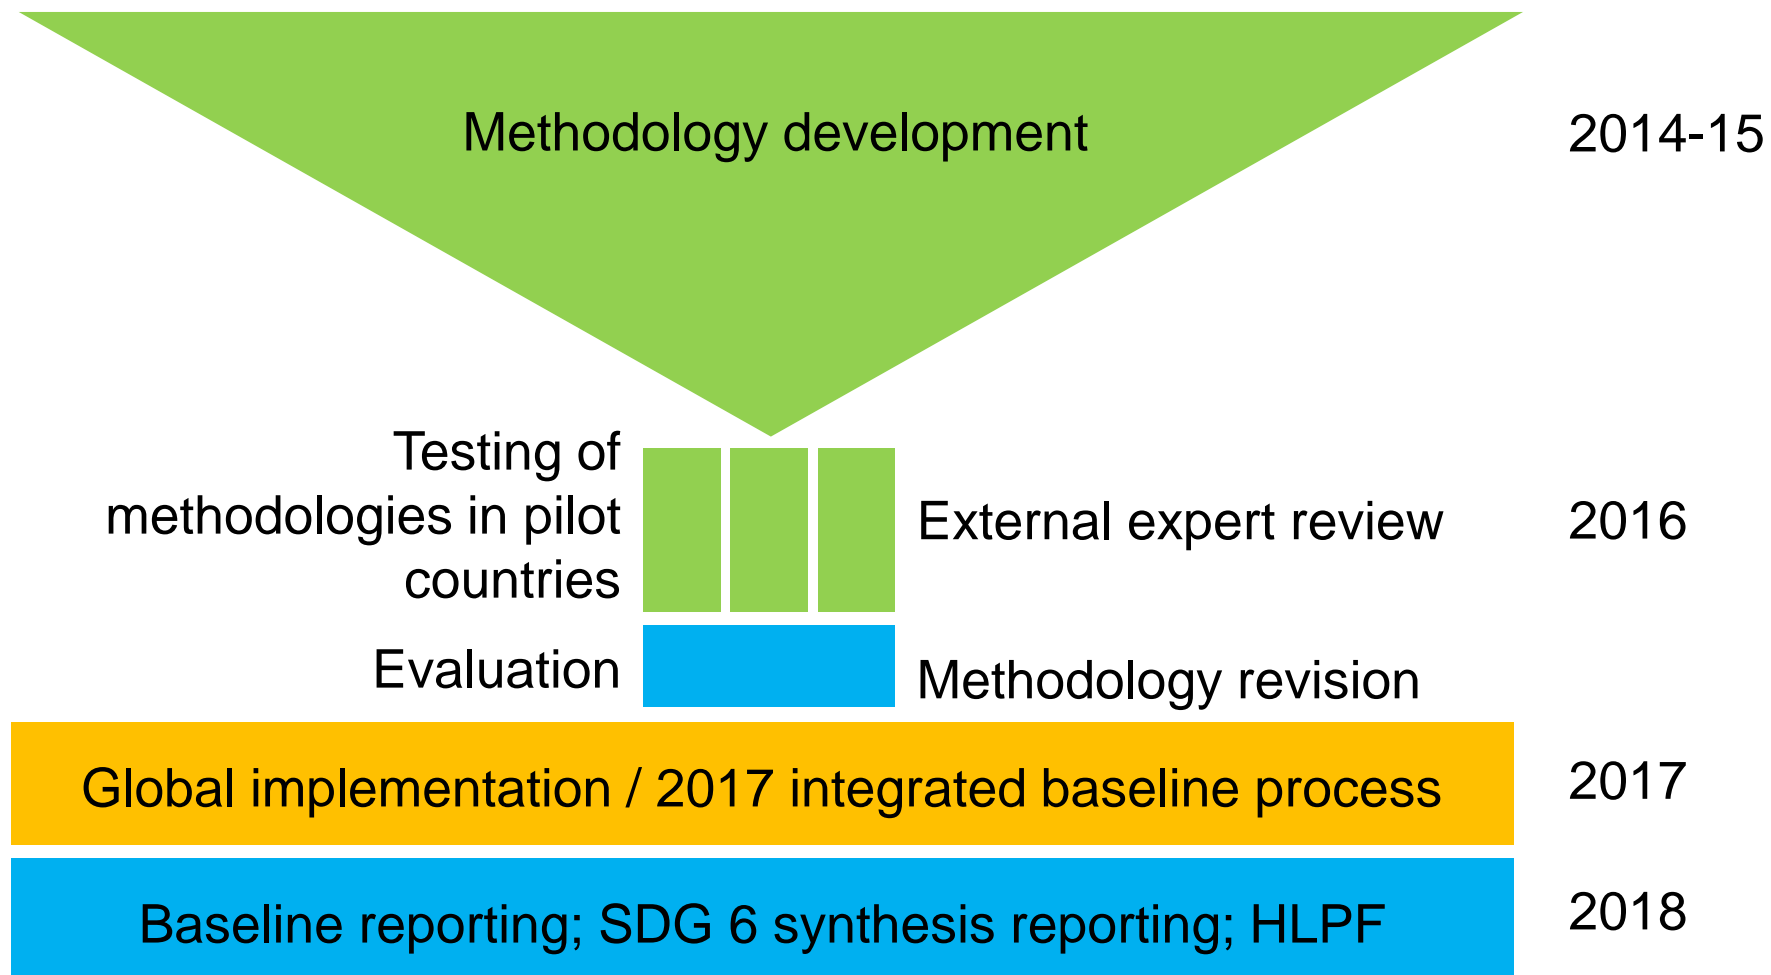 Methodology development
2014-15
Testing of
methodologies in pilot
countries
External expert review
2016
Evaluation
Methodology revision
Global implementation / 2017 integrated baseline process
2017
Baseline reporting; SDG 6 synthesis reporting; HLPF
2018